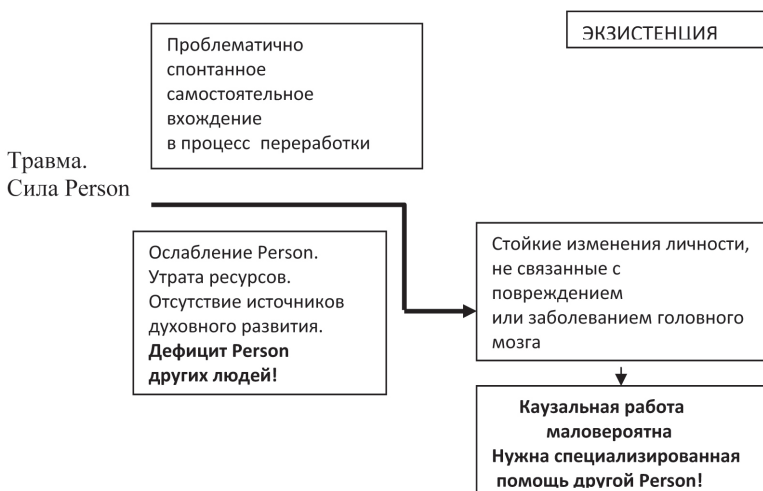 Проблематично
спонтанное
самостоятельное
вхождение
в процесс переработки
ЭКЗИСТЕНЦИЯ
Травма.
Сила Person
Ослабление Person.
Утрата ресурсов.
Отсутствие источников
духовного развития.
Дефицит Person
других людей!
Стойкие изменения личности,
не связанные с
повреждением
или заболеванием головного
мозга
Каузальная работа
маловероятна
Нужна специализированная
помощь другой Person!